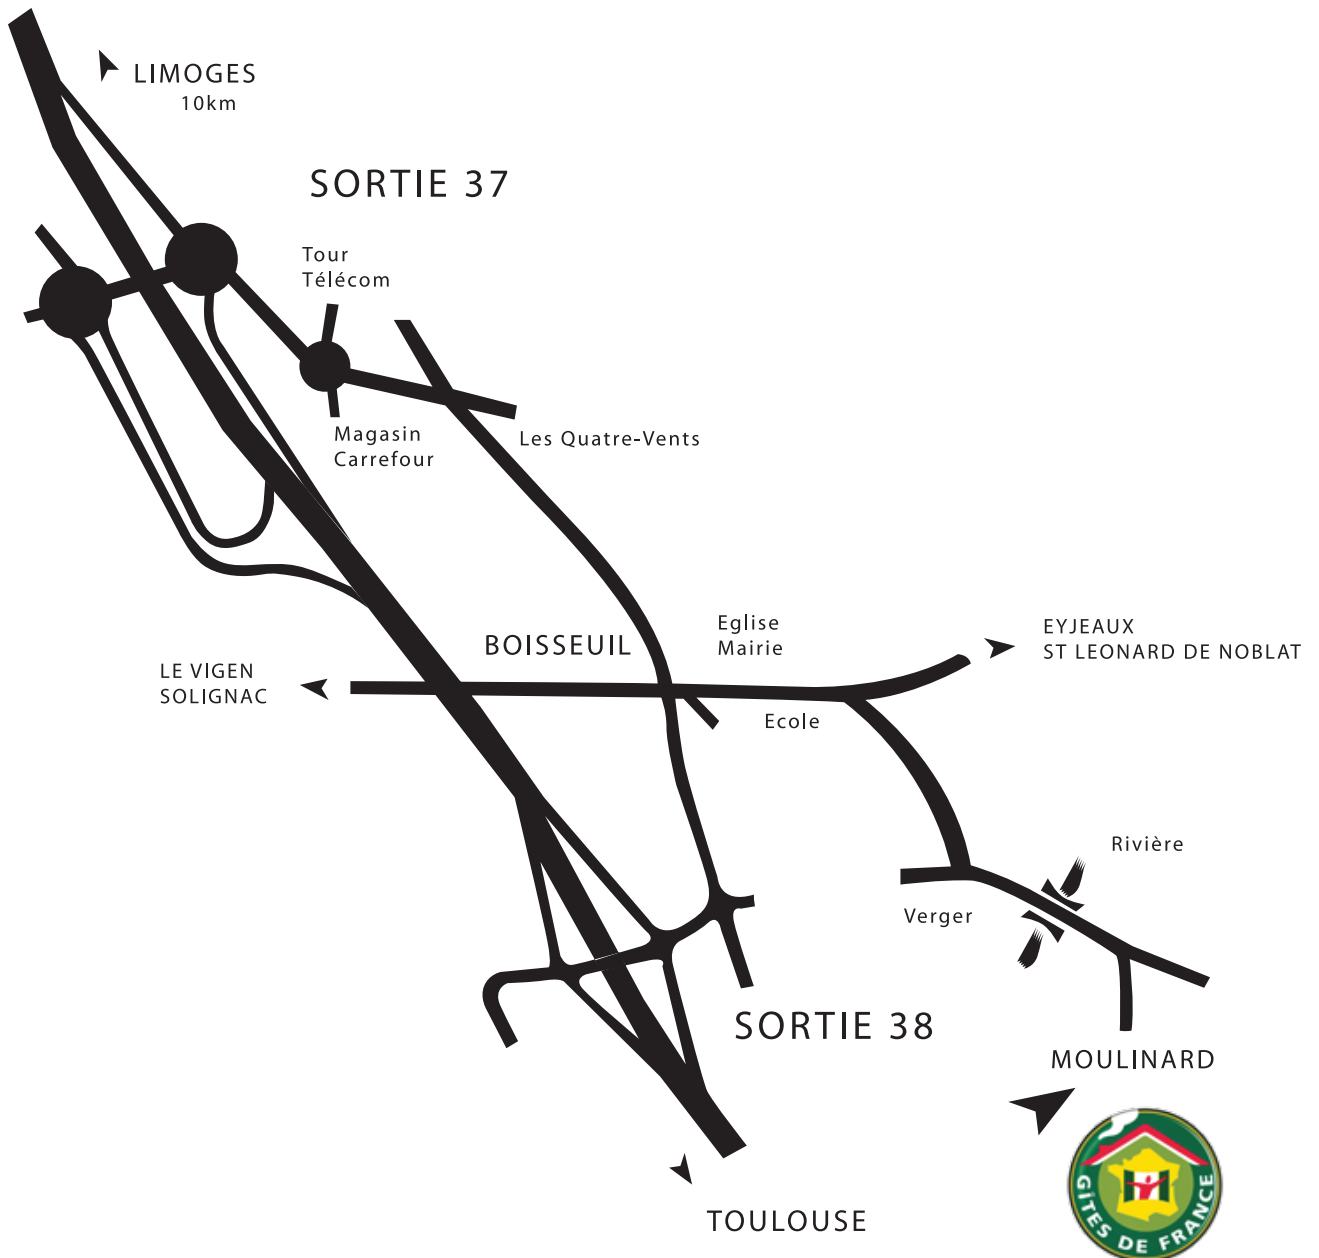 LIMOGES
10km
SORTIE 37
Tour
Télécom
Magasin
Carrefour
Les Quatre-Vents
BOISSEUIL
Eglise
Mairie
EYJEAUX
ST LEONARD DE NOBLAT
LE VIGEN
SOLIGNAC
Ecole
Rivière
Verger
SORTIE 38
MOULINARD
TOULOUSE
GÎTES DE FRANCE